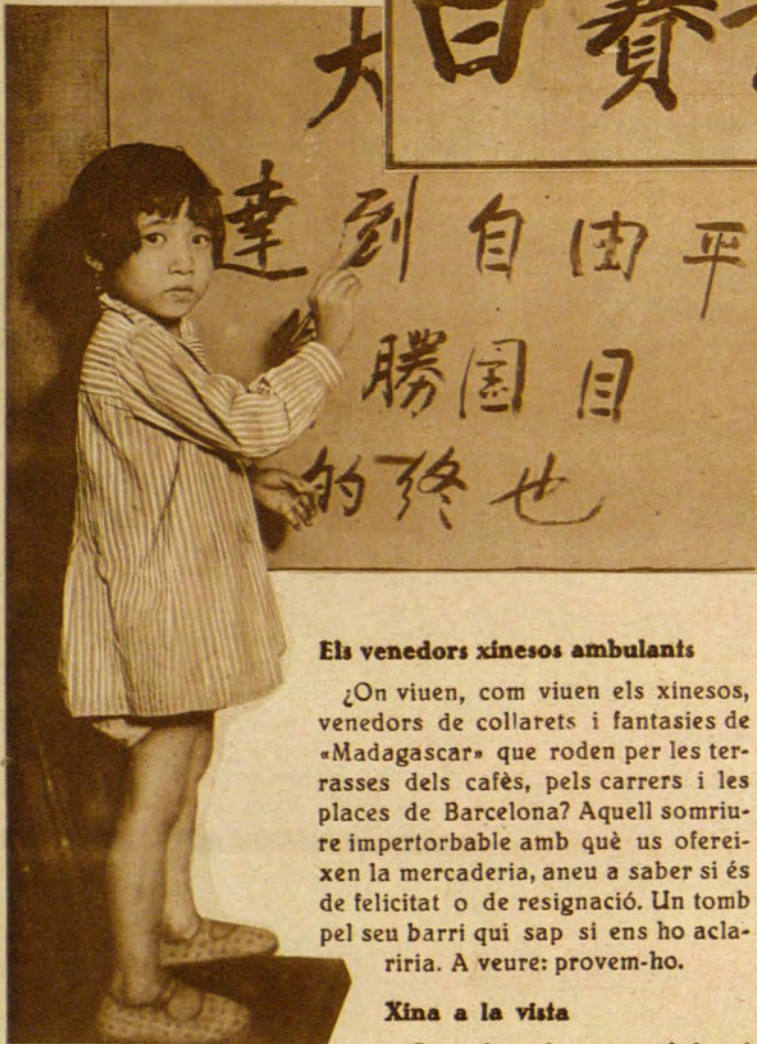 大
自賚
達到自由平
勝國目
的終也
Els venedors xinesos ambulants
¿On viuen, com viuen els xinesos,
venedors de collarets i fantasies de
«Madagascar» que roden per les ter-
rasses dels cafès, pels carrers i les
places de Barcelona? Aquell somriu-
re impertorbable amb què us oferei-
xen la mercaderia, aneu a saber si és
de felicitat o de resignació. Un tomb
pel seu barri qui sap si ens ho acla-
riria. A veure: provem-ho.
Xina a la vista